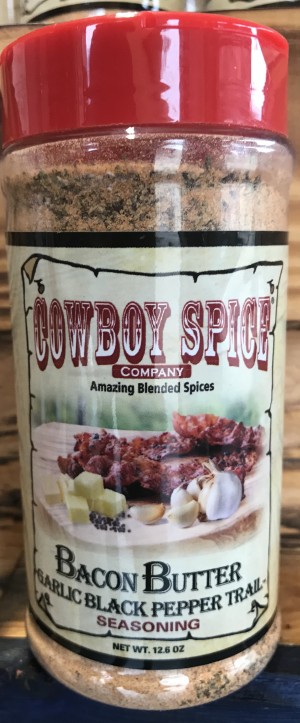 COWBOY SPICE®
COMPANY
Amazing Blended Spices
BACON BUTTER
GARLIC BLACK PEPPER TRAIL
SEASONING
NET WT. 12.6 OZ